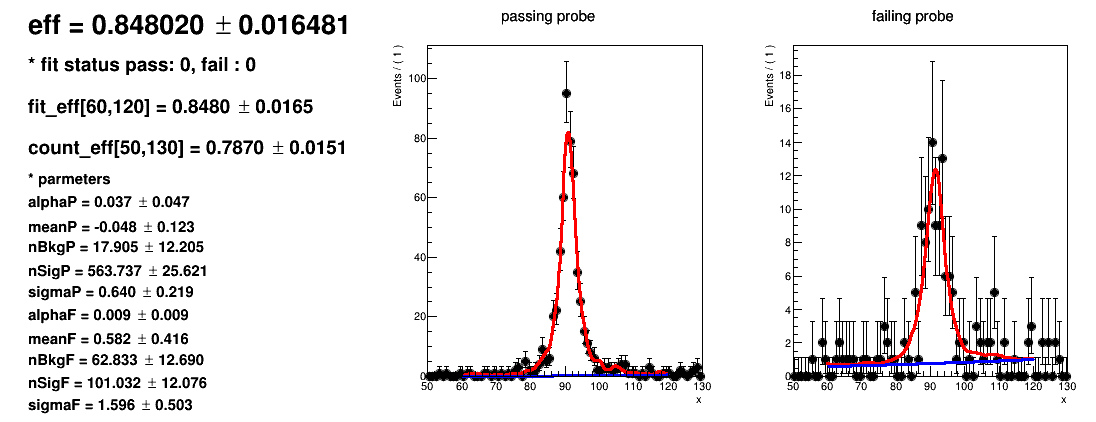 eff = 0.848020 ± 0.016481
* fit status pass: 0, fail : 0
fit_eff[60,120] = 0.8480 ± 0.0165
count_eff[50,130] = 0.7870 ± 0.0151
* parmeters
alphaP = 0.037 ± 0.047
meanP = -0.048 ± 0.123
nBkgP = 17.905 ± 12.205
nSigP = 563.737 ± 25.621
sigmaP = 0.640 ± 0.219
alphaF = 0.009 ± 0.009
meanF = 0.582 ± 0.416
nBkgF = 62.833 ± 12.690
nSigF = 101.032 ± 12.076
sigmaF = 1.596 ± 0.503
passing probe
Events / ( 1 )
100
80
60
40
20
0
50 60 70 80 90 100 110 120 130
x
failing probe
Events / ( 1 )
18
16
14
12
10
8
6
4
2
0
50 60 70 80 90 100 110 120 130
x